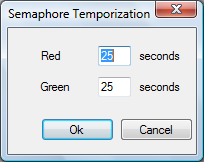 Semaphore Temporization
Red 25 seconds
Green 25 seconds
Ok Cancel